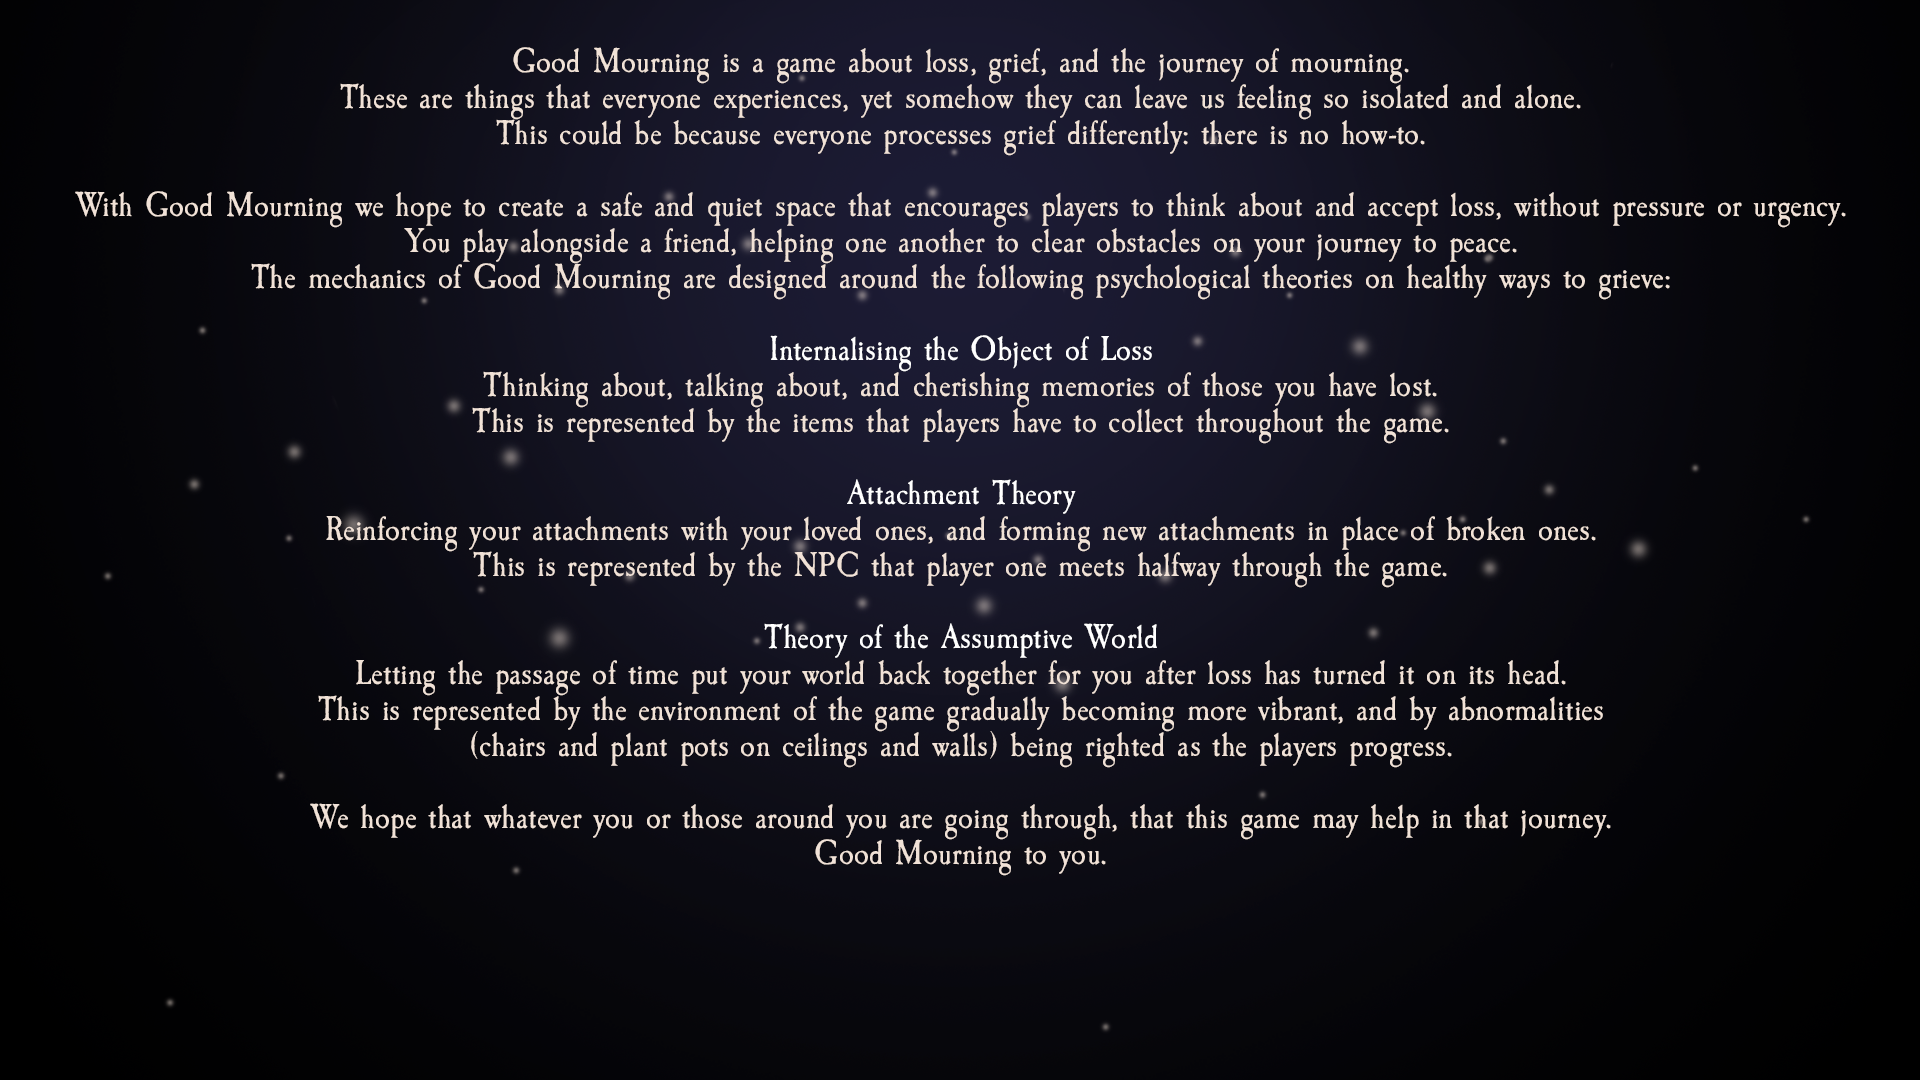 Good Mourning is a game about loss, grief, and the journey of mourning.
These are things that everyone experiences, yet somehow they can leave us feeling so isolated and alone.
This could be because everyone processes grief differently: there is no how-to.
With Good Mourning we hope to create a safe and quiet space that encourages players to think about and accept loss, without pressure or urgency.
You play alongside a friend, helping one another to clear obstacles on your journey to peace.
The mechanics of Good Mourning are designed around the following psychological theories on healthy ways to grieve:
Internalising the Object of Loss
Thinking about, talking about, and cherishing memories of those you have lost.
This is represented by the items that players have to collect throughout the game.
Attachment Theory
Reinforcing your attachments with your loved ones, and forming new attachments in place of broken ones.
This is represented by the NPC that player one meets halfway through the game.
Theory of the Assumptive World
Letting the passage of time put your world back together for you after loss has turned it on its head.
This is represented by the environment of the game gradually becoming more vibrant, and by abnormalities
(chairs and plant pots on ceilings and walls) being righted as the players progress.
We hope that whatever you or those around you are going through, that this game may help in that journey.
Good Mourning to you.